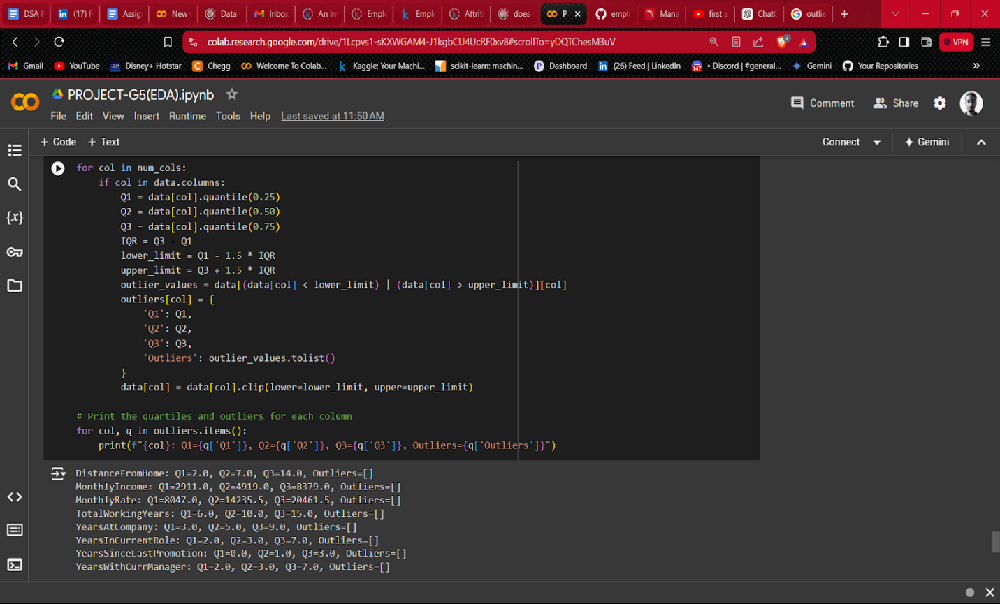 DSA F
(17) F
Assig
New
Data
Inbox
An In
Emplo
Empl
Attriti
does
P
emplo
Mana
first a
ChatG
outlie
colab.research.google.com/drive/1Lcpvs1-sKXWGAM4-J1kgbCU4UcRF0xv8#scrollTo=yDQTChesM3uV
4
VPN
Gmail
YouTube
Disney+ Hotstar
Chegg
Welcome To Colab...
Kaggle: Your Machi...
scikit-learn: machin...
Dashboard
(26) Feed | LinkedIn
147
• Discord | #general...
Gemini
Your Repositories
PROJECT-G5(EDA).ipynb
Comment
Share
File Edit View Insert Runtime Tools Help Last saved at 11:50 AM
+ Code + Text
Connect
Gemini
for col in num_cols:
    if col in data.columns:
        Q1 = data[col].quantile(0.25)
        Q2 = data[col].quantile(0.50)
        Q3 = data[col].quantile(0.75)
        IQR = Q3 - Q1
        lower_limit = Q1 - 1.5 * IQR
        upper_limit = Q3 + 1.5 * IQR
        outlier_values = data[(data[col] < lower_limit) | (data[col] > upper_limit)][col]
        outliers[col] = {
            'Q1': Q1,
            'Q2': Q2,
            'Q3': Q3,
            'Outliers': outlier_values.tolist()
        }
        data[col] = data[col].clip(lower=lower_limit, upper=upper_limit)
# Print the quartiles and outliers for each column
for col, q in outliers.items():
    print(f"{col}: Q1={q['Q1']}, Q2={q['Q2']}, Q3={q['Q3']}, Outliers={q['Outliers']}")
DistanceFromHome: Q1=2.0, Q2=7.0, Q3=14.0, Outliers=[]
MonthlyIncome: Q1=2911.0, Q2=4919.0, Q3=8379.0, Outliers=[]
MonthlyRate: Q1=8047.0, Q2=14235.5, Q3=20461.5, Outliers=[]
TotalWorkingYears: Q1=6.0, Q2=10.0, Q3=15.0, Outliers=[]
YearsAtCompany: Q1=3.0, Q2=5.0, Q3=9.0, Outliers=[]
YearsInCurrentRole: Q1=2.0, Q2=3.0, Q3=7.0, Outliers=[]
YearsSinceLastPromotion: Q1=0.0, Q2=1.0, Q3=3.0, Outliers=[]
YearsWithCurrManager: Q1=2.0, Q2=3.0, Q3=7.0, Outliers=[]